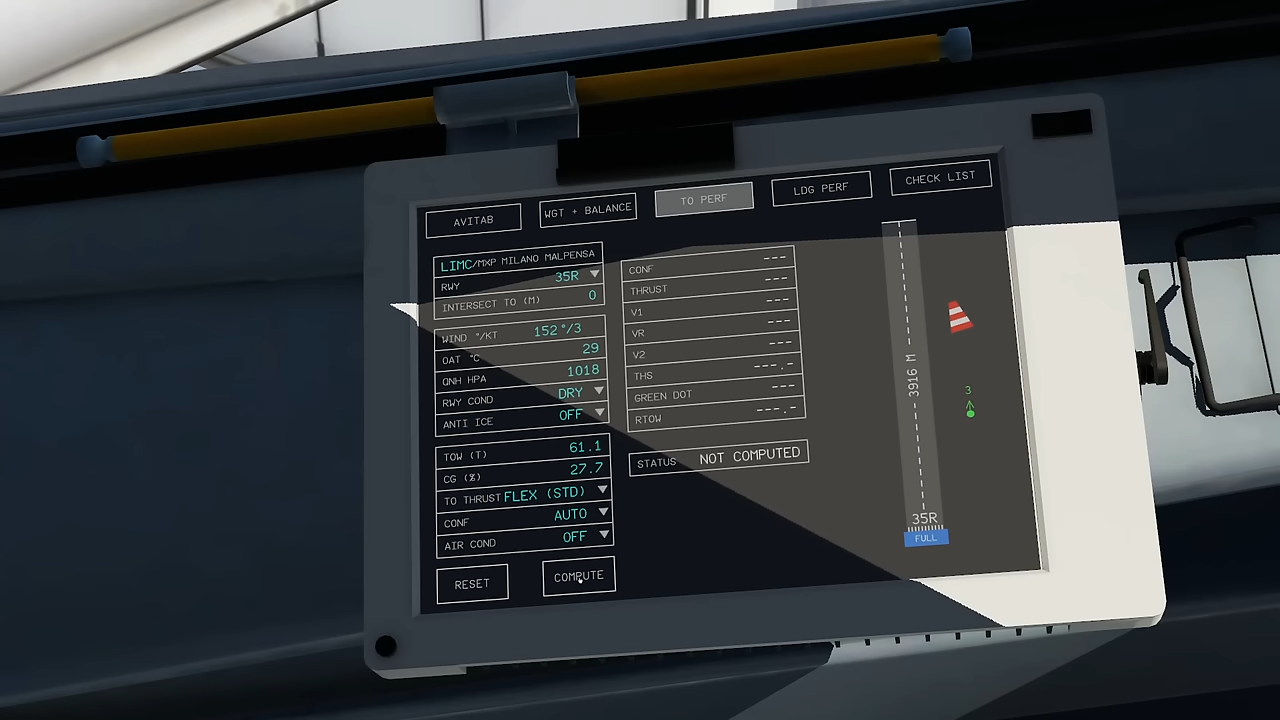 AVITAB
WGT + BALANCE
TO PERF
LDG PERF
CHECK LIST
LIMC/MXP MILANO MALPENSA
RWY 35R
INTERSECT TO (M) 0
WIND °/KT 152°/3
OAT °C 29
QNH HPA 1018
RWY COND DRY
ANTI ICE OFF
TOW (T) 61.1
CG (%) 27.7
TO THRUST FLEX (STD)
CONF AUTO
AIR COND OFF
RESET
COMPUTE
CONF ---
THRUST ---
V1 ---
VR ---
V2 ---
THS ---.-
GREEN DOT ---
RTOW ---.-
STATUS NOT COMPUTED
3916 M
3
35R
FULL